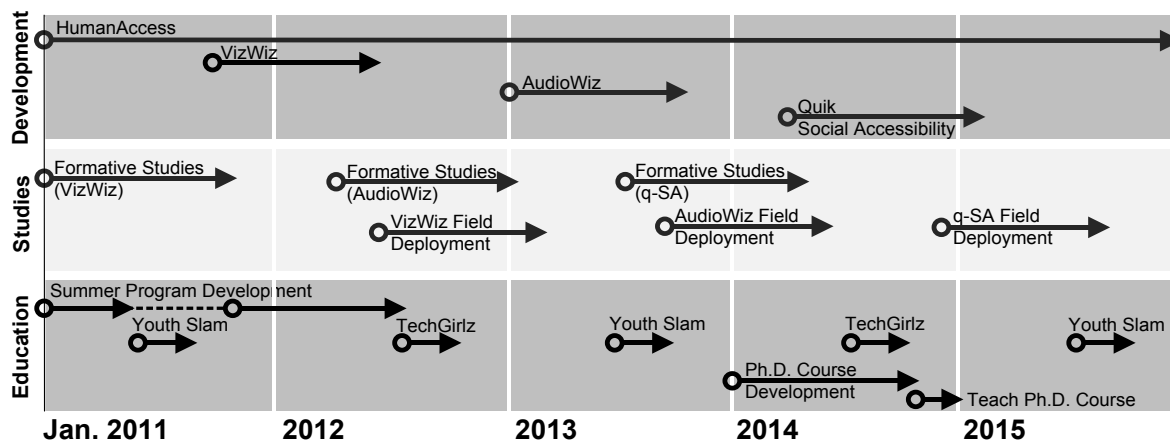 Development
HumanAccess
VizWiz
AudioWiz
Quik
Social Accessibility
Studies
Formative Studies
(VizWiz)
Formative Studies
(AudioWiz)
Formative Studies
(q-SA)
VizWiz Field
Deployment
AudioWiz Field
Deployment
q-SA Field
Deployment
Education
Summer Program Development
Youth Slam
TechGirlz
Youth Slam
TechGirlz
Youth Slam
Ph.D. Course
Development
Teach Ph.D. Course
Jan. 2011
2012
2013
2014
2015